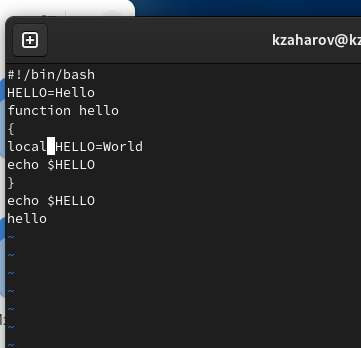 kzaharov@kz
#!/bin/bash
HELLO=Hello
function hello
{
local HELLO=World
echo $HELLO
}
echo $HELLO
hello
~
~
~
~
~
~
~